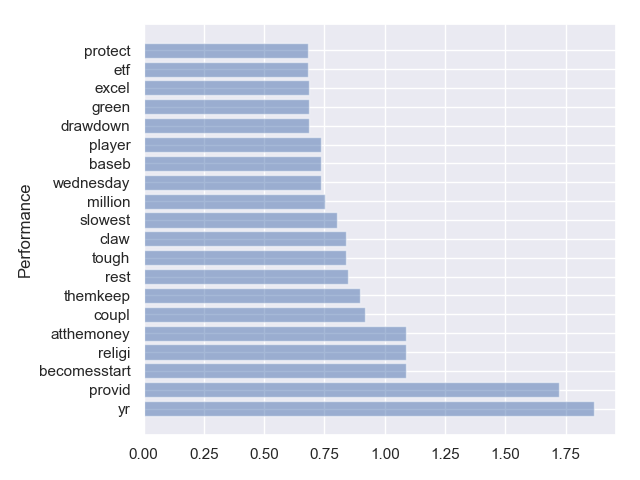 protect
etf
excel
green
drawdown
player
baseb
wednesday
million
slowest
claw
tough
rest
themkeep
coupl
atthemoney
religi
becomesstart
provid
yr
Performance
0.00 0.25 0.50 0.75 1.00 1.25 1.50 1.75